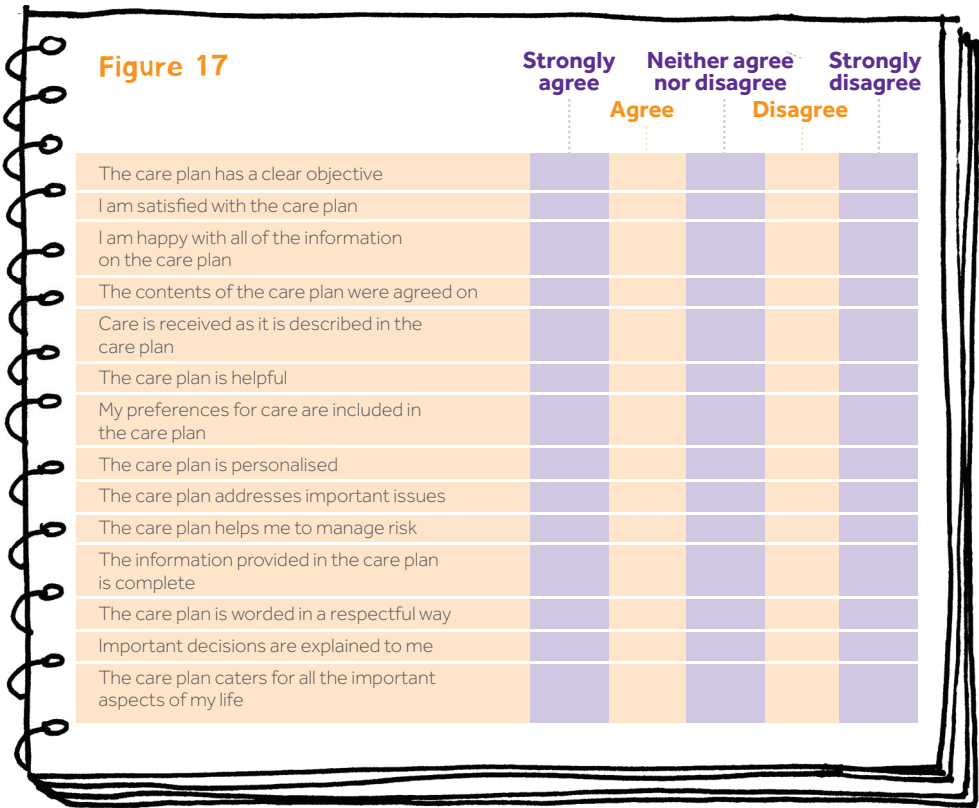 Figure 17
Strongly agree
Agree
Neither agree nor disagree
Disagree
Strongly disagree
The care plan has a clear objective
I am satisfied with the care plan
I am happy with all of the information
on the care plan
The contents of the care plan were agreed on
Care is received as it is described in the
care plan
The care plan is helpful
My preferences for care are included in
the care plan
The care plan is personalised
The care plan addresses important issues
The care plan helps me to manage risk
The information provided in the care plan
is complete
The care plan is worded in a respectful way
Important decisions are explained to me
The care plan caters for all the important
aspects of my life